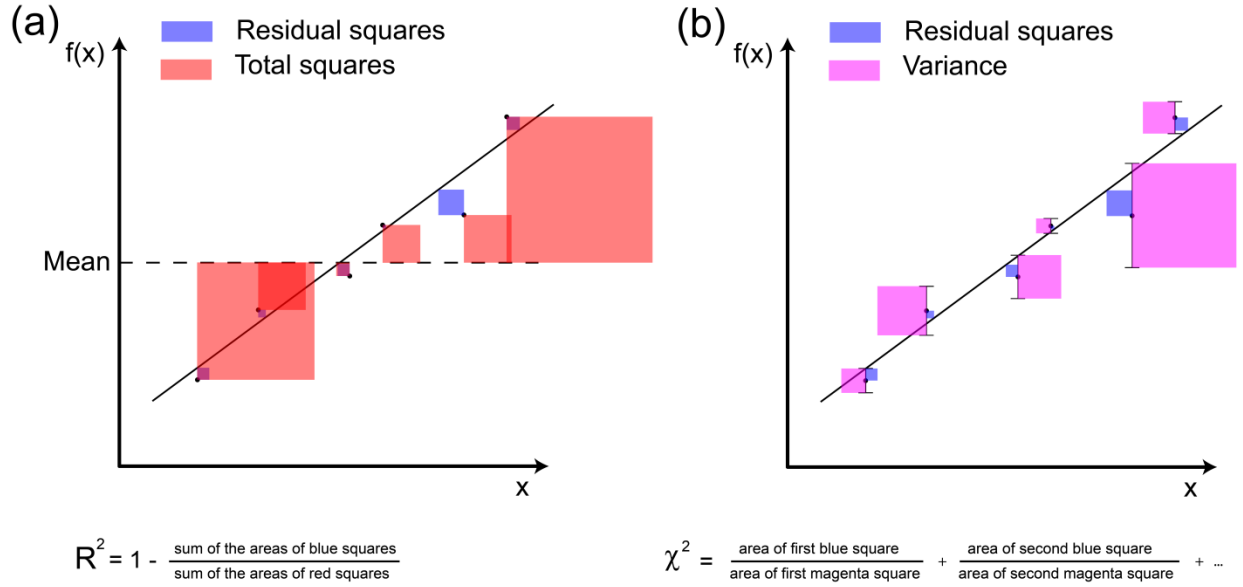 (a)
Residual squares
Total squares
f(x)
Mean
x
R² = 1 - sum of the areas of blue squares
sum of the areas of red squares
(b)
Residual squares
Variance
f(x)
x
χ² = area of first blue square + area of second blue square + ...
area of first magenta square area of second magenta square